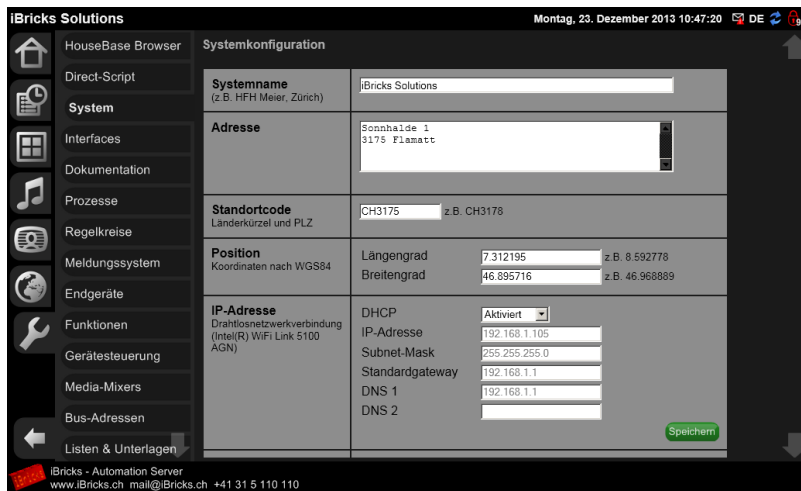 iBricks Solutions
Montag, 23. Dezember 2013 10:47:20 DE 19
HouseBase Browser
Direct-Script
System
Interfaces
Dokumentation
Prozesse
Regelkreise
Meldungssystem
Endgeräte
Funktionen
Gerätesteuerung
Media-Mixers
Bus-Adressen
Listen & Unterlagen
Systemkonfiguration
Systemname
(z.B. HFH Meier, Zürich)
iBricks Solutions
Adresse
Sonnhalde 1
3175 Flamatt
Standortcode
Länderkürzel und PLZ
CH3175 z.B. CH3178
Position
Koordinaten nach WGS84
Längengrad 7.312195 z.B. 8.592778
Breitengrad 46.895716 z.B. 46.968889
IP-Adresse
Drahtlosnetzwerkverbindung
(Intel(R) WiFi Link 5100
AGN)
DHCP Aktiviert
IP-Adresse 192.168.1.105
Subnet-Mask 255.255.255.0
Standardgateway 192.168.1.1
DNS 1 192.168.1.1
DNS 2
Speichern
iBricks
iBricks - Automation Server
www.iBricks.ch mail@iBricks.ch +41 31 5 110 110